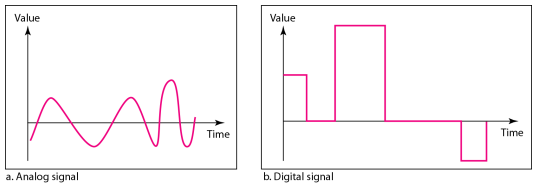 Value
Time
a. Analog signal
Value
Time
b. Digital signal